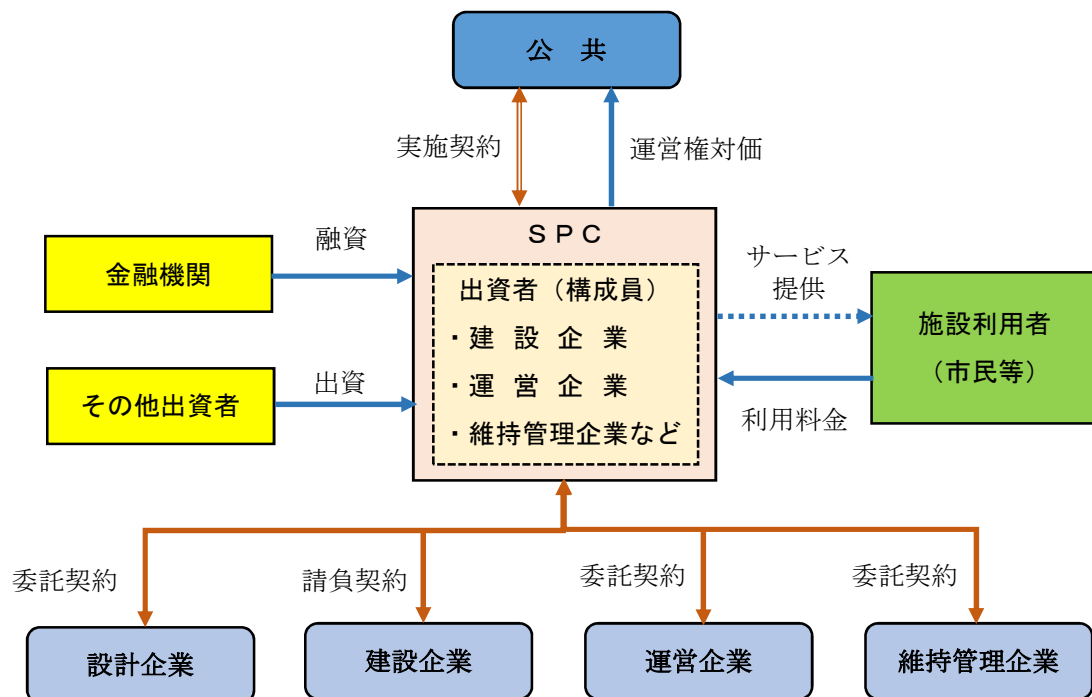 公 共
実施契約
運営権対価
SPC
金融機関
融資
出資者（構成員）
・建 設 企 業
・運 営 企 業
・維持管理企業など
その他出資者
出資
サービス
提供
利用料金
施設利用者
（市民等）
委託契約
請負契約
委託契約
委託契約
設計企業
建設企業
運営企業
維持管理企業